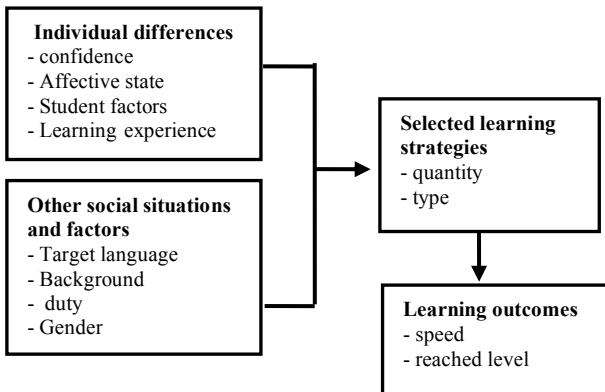 Individual differences
- confidence
- Affective state
- Student factors
- Learning experience
Other social situations
and factors
- Target language
- Background
-  duty
- Gender
Selected learning
strategies
- quantity
- type
Learning outcomes
- speed
- reached level